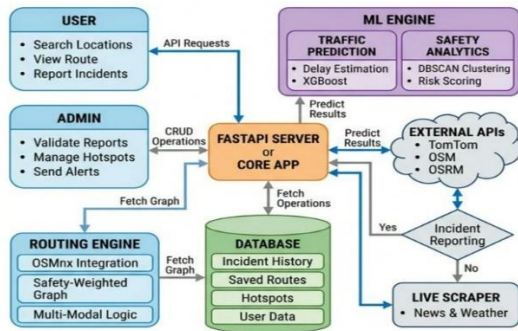 USER
• Search Locations
• View Route
• Report Incidents
API Requests
ML ENGINE
TRAFFIC
PREDICTION
• Delay Estimation
• XGBoost
SAFETY
ANALYTICS
• DBSCAN Clustering
• Risk Scoring
Predict
Results
ADMIN
• Validate Reports
• Manage Hotspots
• Send Alerts
CRUD
Operations
FASTAPI SERVER
or
CORE APP
Predict
Results
EXTERNAL APIs
• TomTom
• OSM
• OSRM
Fetch Graph
Fetch
Operations
Yes
Incident
Reporting
No
ROUTING ENGINE
OSMnx Integration
Safety-Weighted
Graph
Multi-Modal Logic
Fetch
Graph
DATABASE
Incident History
Saved Routes
Hotspots
User Data
LIVE SCRAPER
• News & Weather